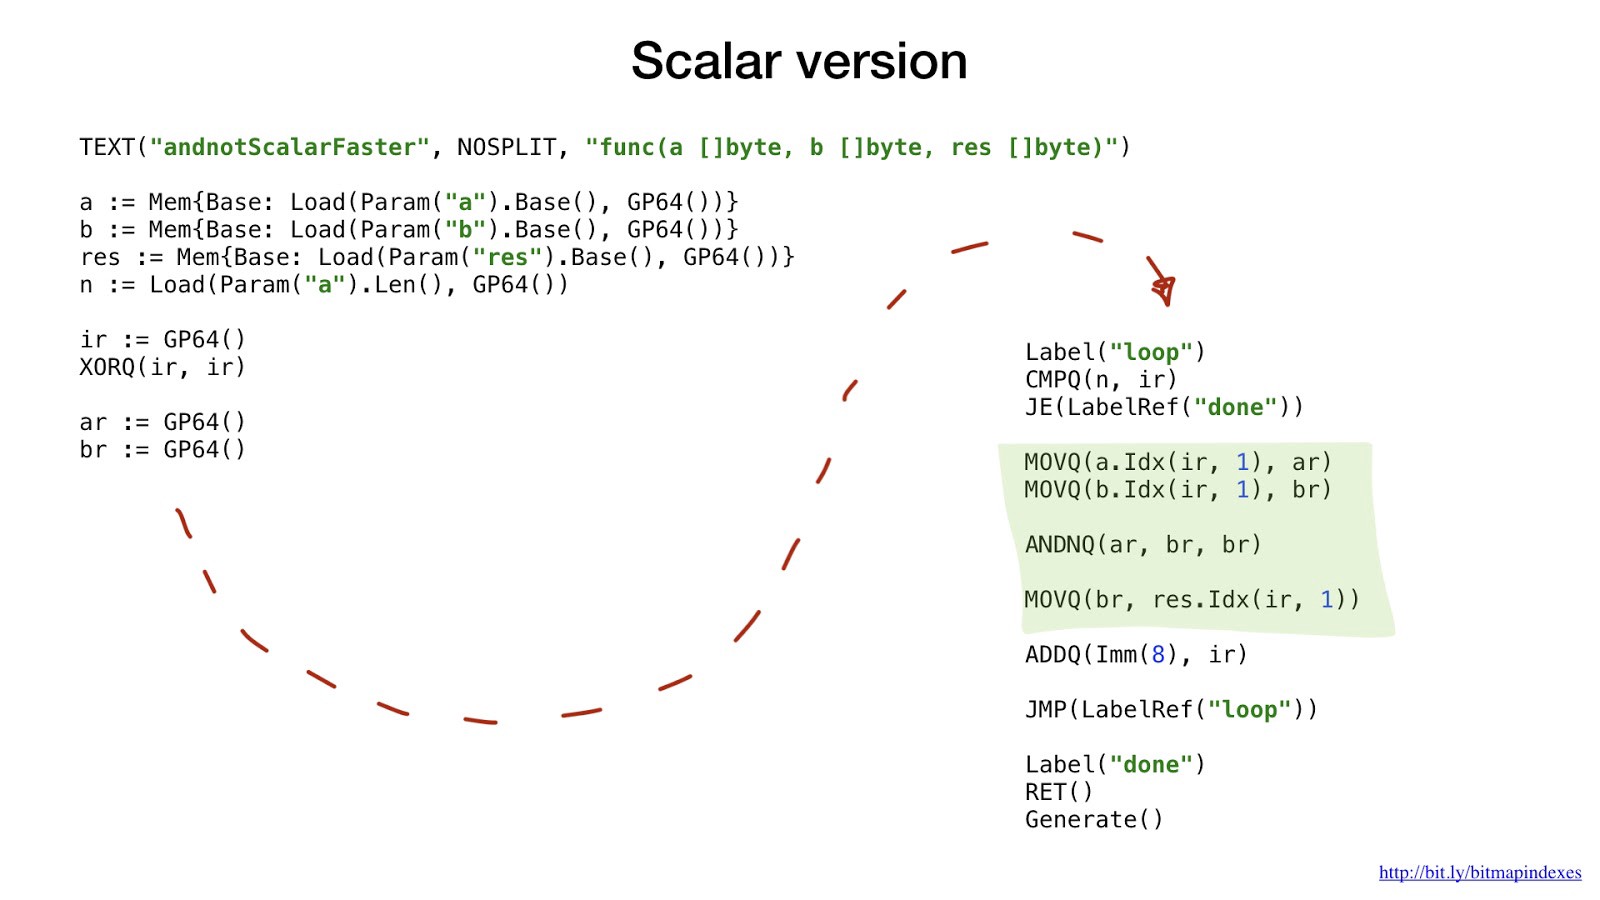 Scalar version
TEXT("andnotScalarFaster", NOSPLIT, "func(a []byte, b []byte, res []byte)")
a := Mem{Base: Load(Param("a").Base(), GP64())}
b := Mem{Base: Load(Param("b").Base(), GP64())}
res := Mem{Base: Load(Param("res").Base(), GP64())}
n := Load(Param("a").Len(), GP64())
ir := GP64()
XORQ(ir, ir)
ar := GP64()
br := GP64()
Label("loop")
CMPQ(n, ir)
JE(LabelRef("done"))
MOVQ(a.Idx(ir, 1), ar)
MOVQ(b.Idx(ir, 1), br)
ANDNQ(ar, br, br)
MOVQ(br, res.Idx(ir, 1))
ADDQ(Imm(8), ir)
JMP(LabelRef("loop"))
Label("done")
RET()
Generate()
http://bit.ly/bitmapindexes